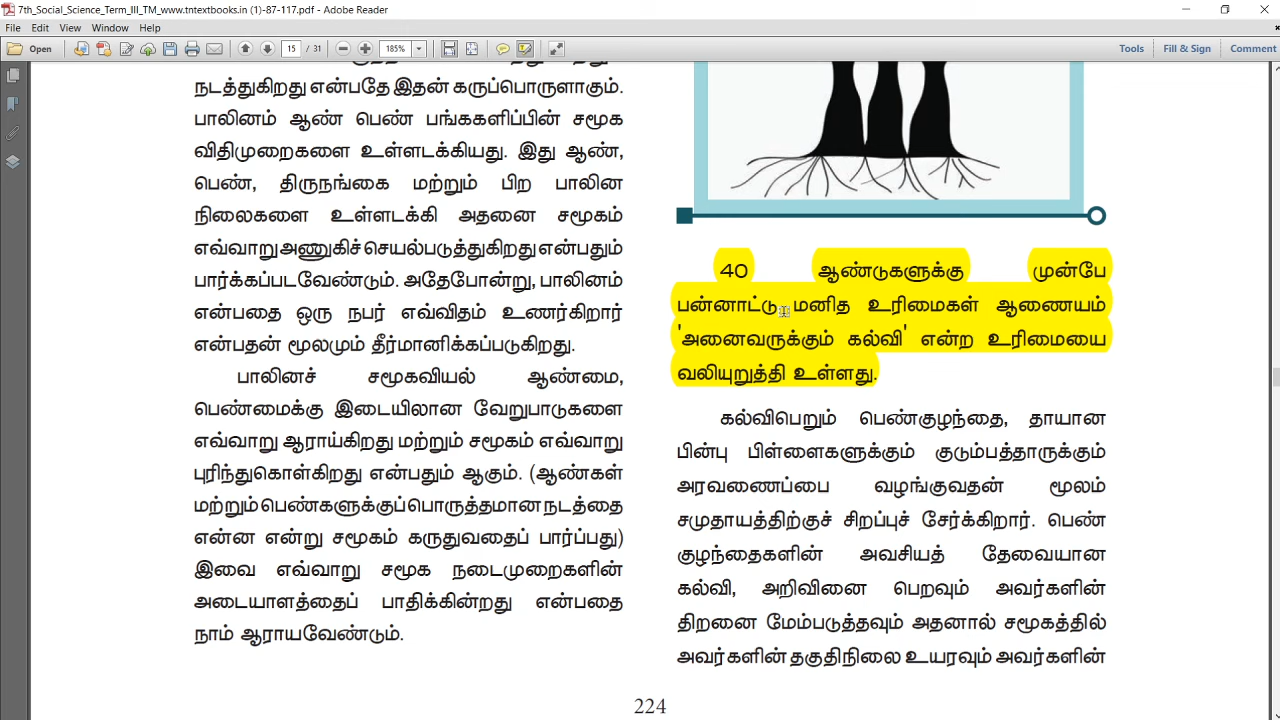 7th_Social_Science_Term_III_TM_www.tntextbooks.in (1)-87-117.pdf - Adobe Reader
File Edit View Window Help
Open 15 / 31 185% Tools Fill & Sign Comment
நடத்துகிறது என்பதே இதன் கருப்பொருளாகும்.
பாலினம் ஆண் பெண் பங்ககளிப்பின் சமூக
விதிமுறைகளை உள்ளடக்கியது. இது ஆண்,
பெண், திருநங்கை மற்றும் பிற பாலின
நிலைகளை உள்ளடக்கி அதனை சமூகம்
எவ்வாறு அணுகிச் செயல்படுத்துகிறது என்பதும்
பார்க்கப்படவேண்டும். அதேபோன்று, பாலினம்
என்பதை ஒரு நபர் எவ்விதம் உணர்கிறார்
என்பதன் மூலமும் தீர்மானிக்கப்படுகிறது.
பாலினச் சமூகவியல் ஆண்மை,
பெண்மைக்கு இடையிலான வேறுபாடுகளை
எவ்வாறு ஆராய்கிறது மற்றும் சமூகம் எவ்வாறு
புரிந்துகொள்கிறது என்பதும் ஆகும். (ஆண்கள்
மற்றும் பெண்களுக்குப் பொருத்தமான நடத்தை
என்ன என்று சமூகம் கருதுவதைப் பார்ப்பது)
இவை எவ்வாறு சமூக நடைமுறைகளின்
அடையாளத்தைப் பாதிக்கின்றது என்பதை
நாம் ஆராயவேண்டும்.
40 ஆண்டுகளுக்கு முன்பே
பன்னாட்டு மனித உரிமைகள் ஆணையம்
'அனைவருக்கும் கல்வி' என்ற உரிமையை
வலியுறுத்தி உள்ளது.
கல்விபெறும் பெண்குழந்தை, தாயான
பின்பு பிள்ளைகளுக்கும் குடும்பத்தாருக்கும்
அரவணைப்பை வழங்குவதன் மூலம்
சமுதாயத்திற்குச் சிறப்புச் சேர்க்கிறார். பெண்
குழந்தைகளின் அவசியத் தேவையான
கல்வி, அறிவினை பெறவும் அவர்களின்
திறனை மேம்படுத்தவும் அதனால் சமூகத்தில்
அவர்களின் தகுதிநிலை உயரவும் அவர்களின்
224